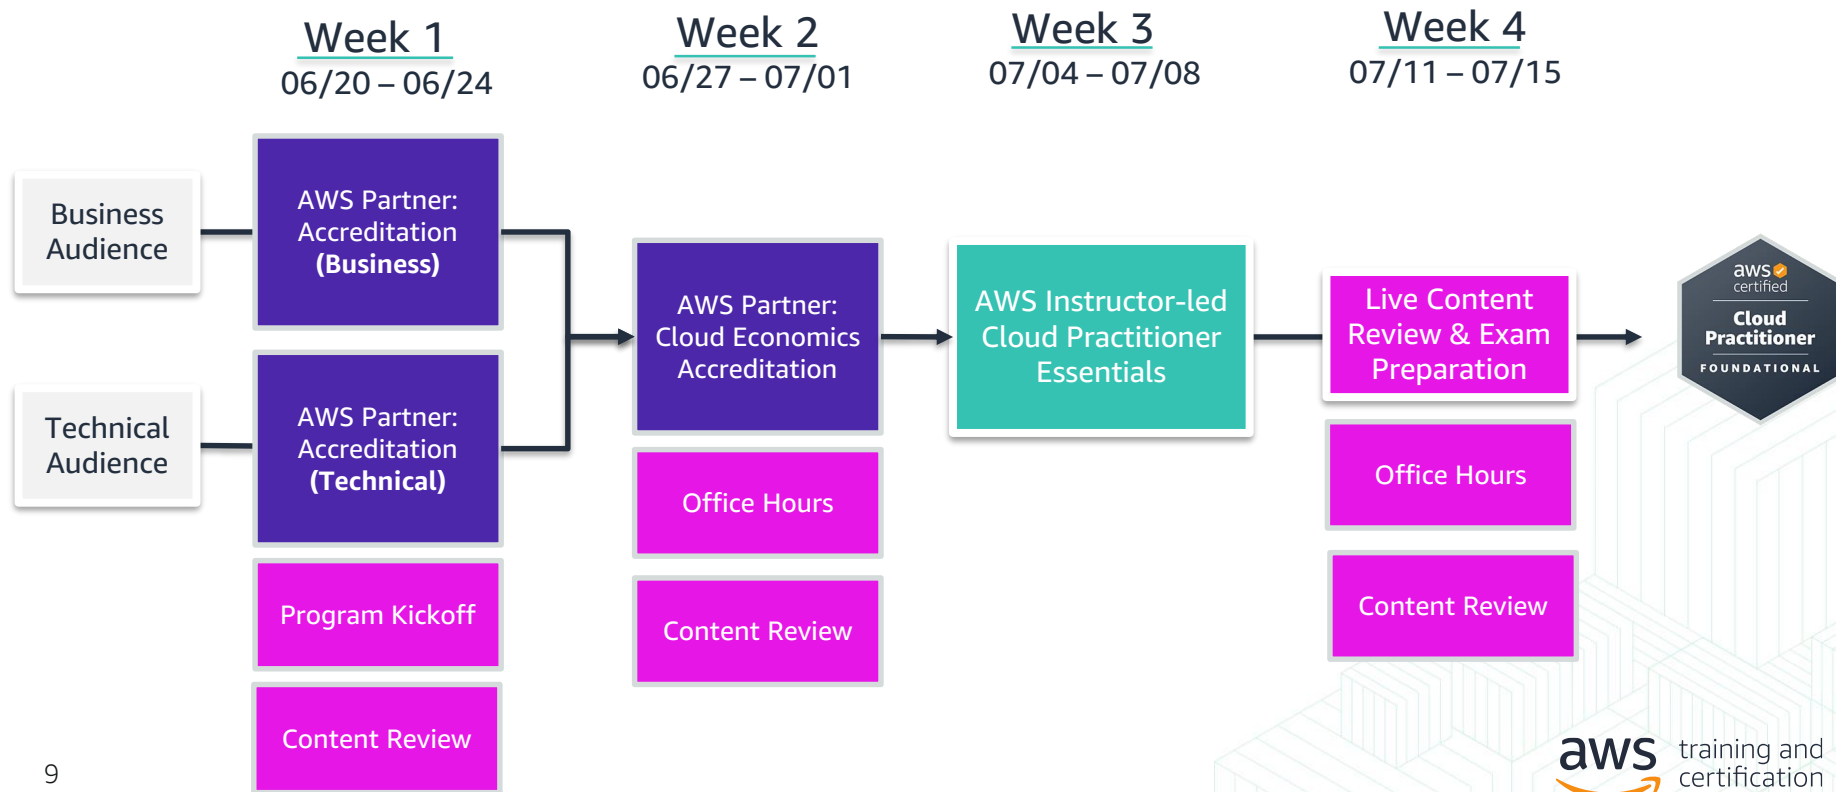 Week 1
06/20 – 06/24
Week 2
06/27 – 07/01
Week 3
07/04 – 07/08
Week 4
07/11 – 07/15
Business
Audience
AWS Partner:
Accreditation
(Business)
Technical
Audience
AWS Partner:
Accreditation
(Technical)
Program Kickoff
Content Review
AWS Partner:
Cloud Economics
Accreditation
Office Hours
Content Review
AWS Instructor-led
Cloud Practitioner
Essentials
Live Content
Review & Exam
Preparation
Office Hours
Content Review
aws
certified
Cloud
Practitioner
FOUNDATIONAL
9
aws
training and
certification